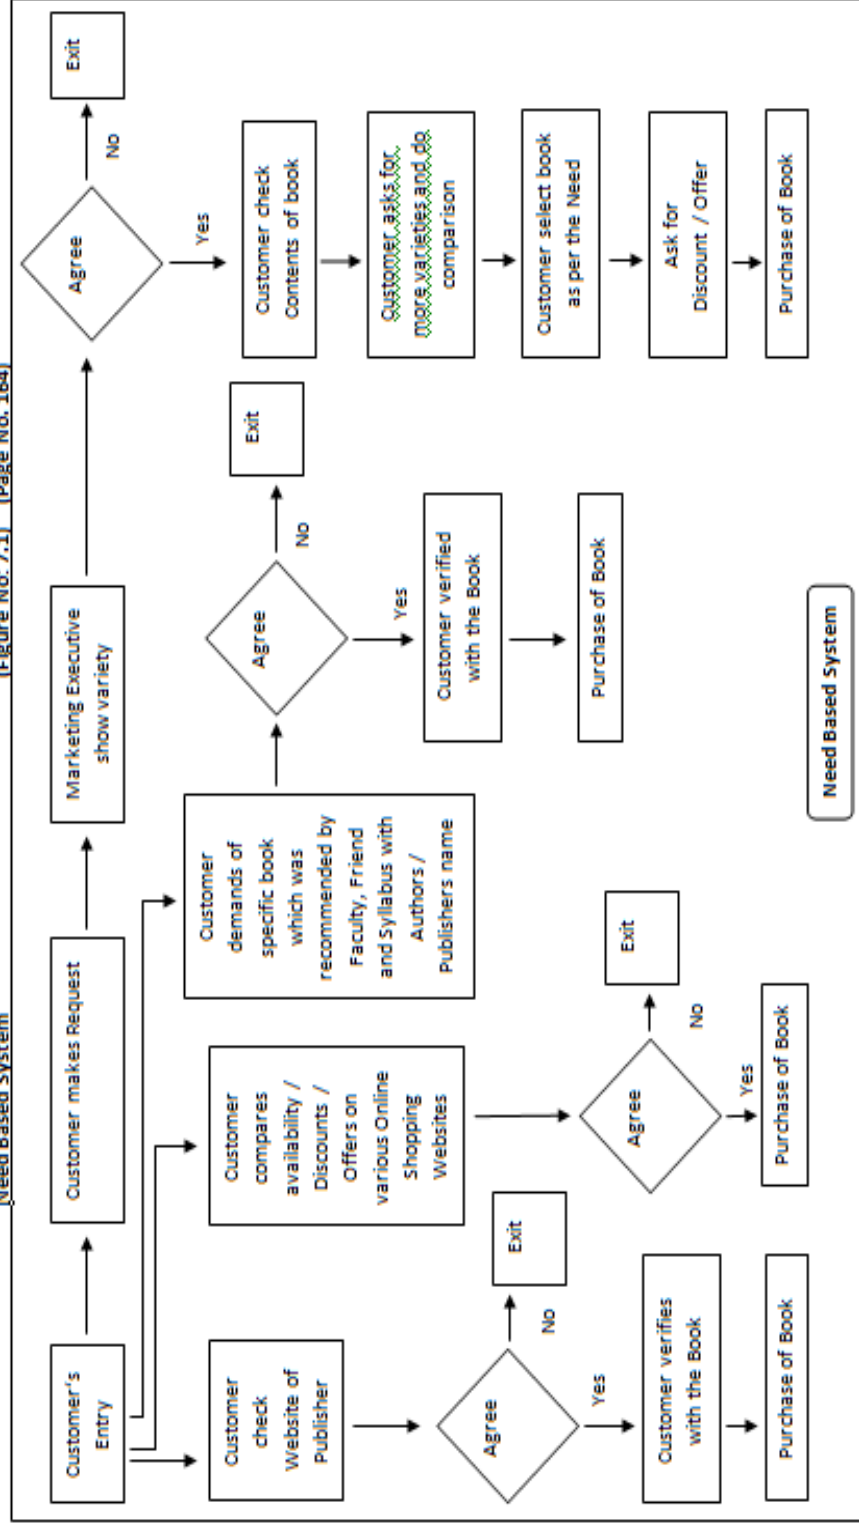 Need Based System (Figure No: 7.1) (Page No. 164)
Customer's
Entry
Customer makes Request
Marketing Executive
show variety
Agree
No
Exit
Yes
Customer check
Contents of book
Customer asks for
more varieties and do
comparison
Customer select book
as per the Need
Ask for
Discount / Offer
Purchase of Book
Customer
demands of
specific book
which was
recommended by
Faculty, Friend
and Syllabus with
Authors /
Publishers name
Agree
No
Exit
Yes
Customer verified
with the Book
Purchase of Book
Customer
compares
availability /
Discounts /
Offers on
various Online
Shopping
Websites
Agree
No
Exit
Yes
Purchase of Book
Customer
check
Website of
Publisher
Agree
No
Exit
Yes
Customer verifies
with the Book
Purchase of Book
Need Based System